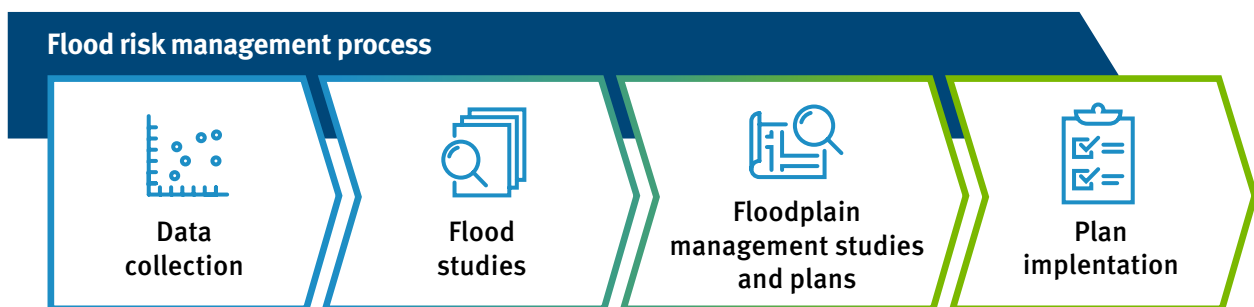 Flood risk management process
Data
collection
Flood
studies
Floodplain
management studies
and plans
Plan
implentation